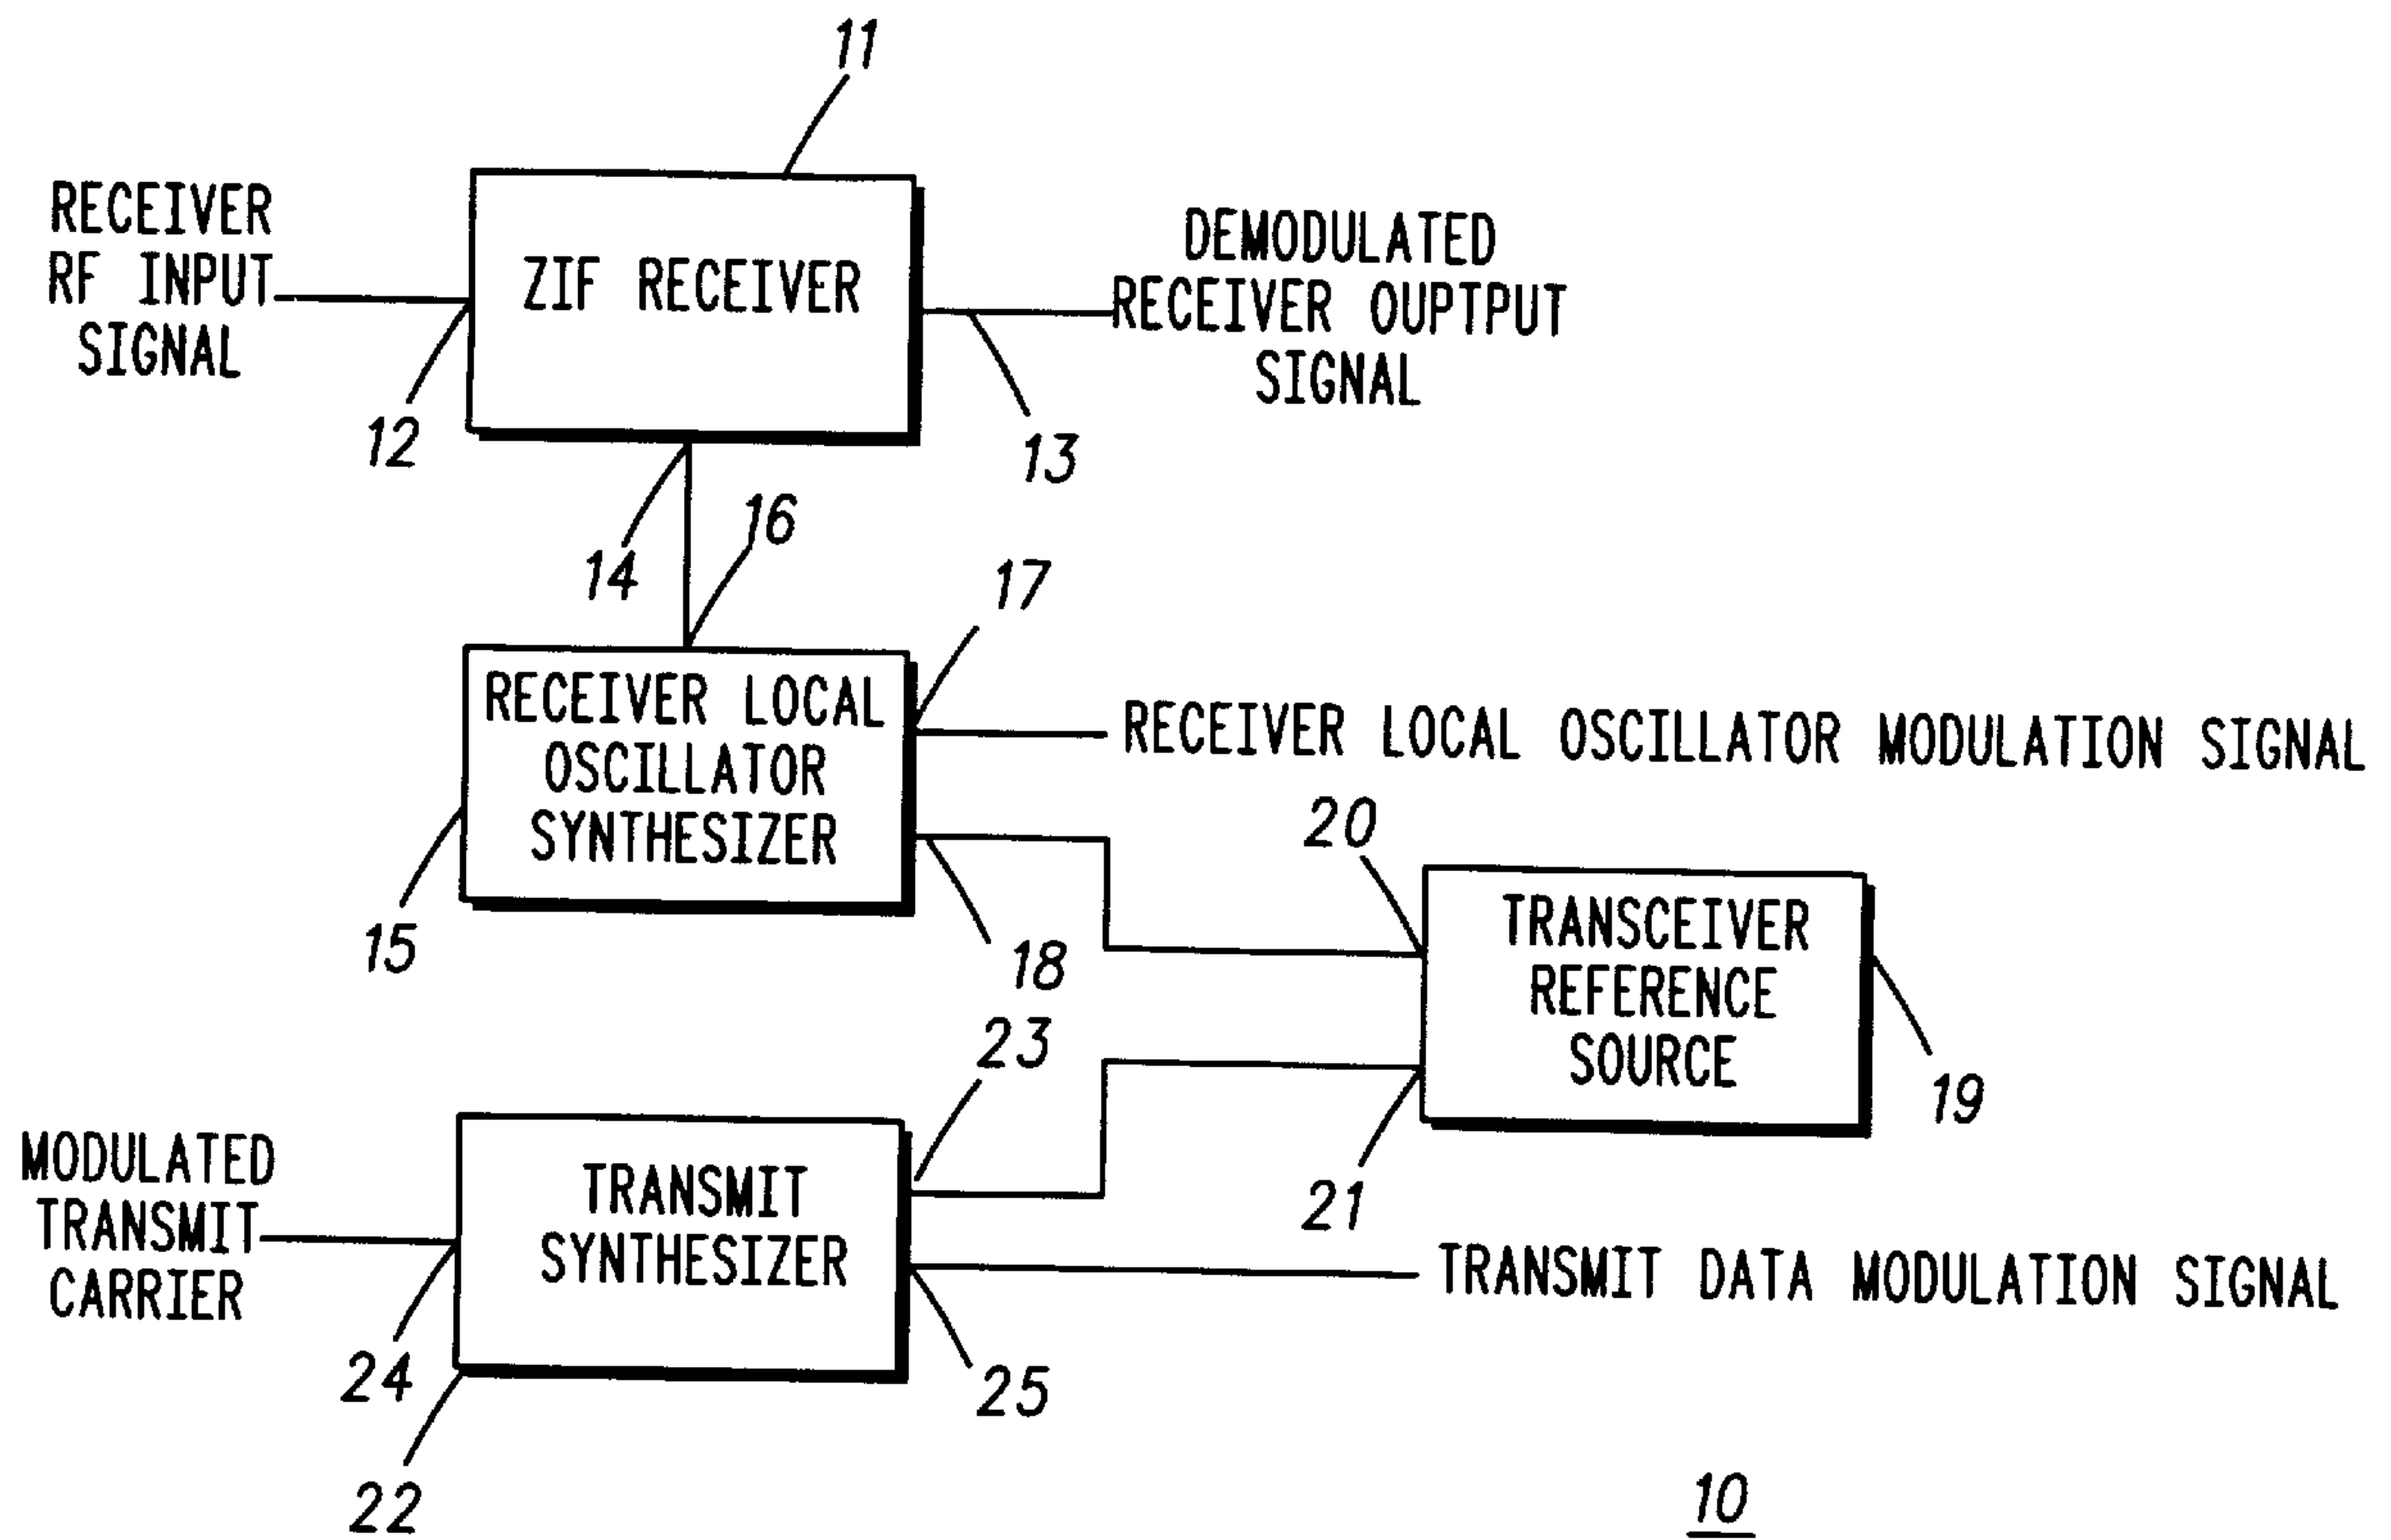 11
RECEIVER
RF INPUT
SIGNAL
ZIF RECEIVER
DEMODULATED
RECEIVER OUPTPUT
SIGNAL
12
13
14
16
17
RECEIVER LOCAL
OSCILLATOR
SYNTHESIZER
RECEIVER LOCAL OSCILLATOR MODULATION SIGNAL
15
18
20
TRANSCEIVER
REFERENCE
SOURCE
19
21
23
MODULATED
TRANSMIT
CARRIER
TRANSMIT
SYNTHESIZER
TRANSMIT DATA MODULATION SIGNAL
24
25
22
10